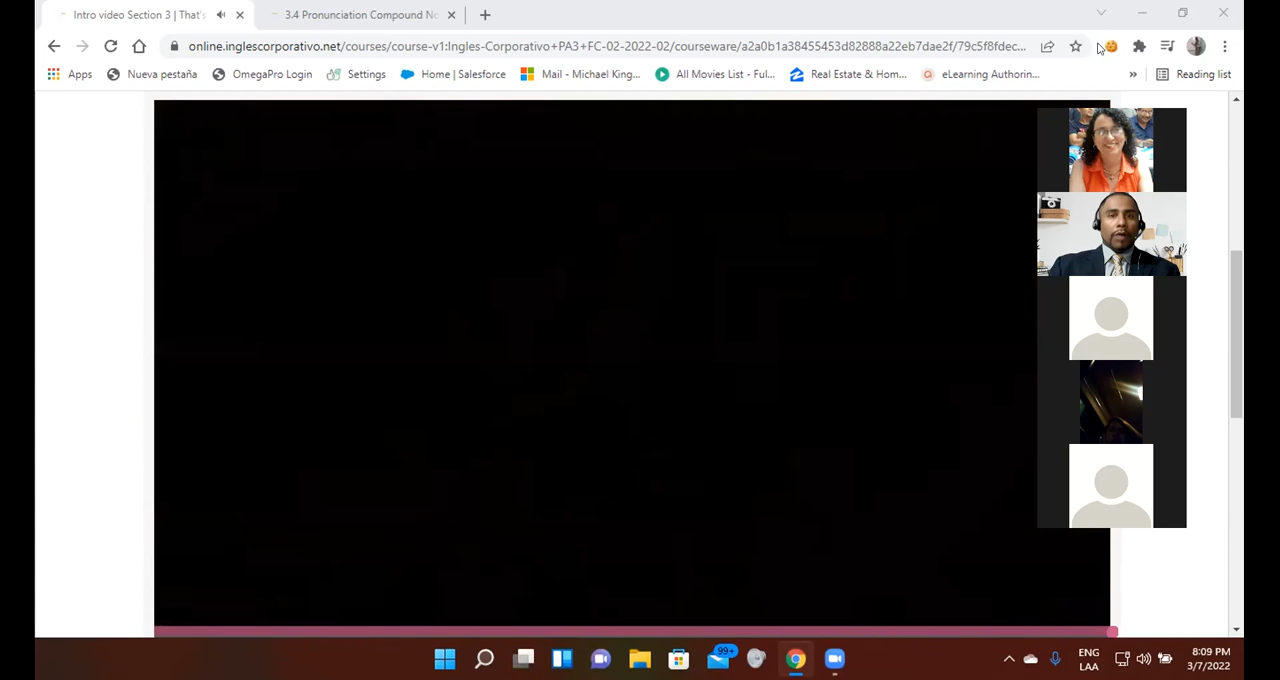 Intro video Section 3 | That's
3.4 Pronunciation Compound No
online.inglescorporativo.net/courses/course-v1:Ingles-Corporativo+PA3+FC-02-2022-02/courseware/a2a0b1a38455453d82888a22eb7dae2f/79c5f8fdec...
Apps
Nueva pestaña
OmegaPro Login
Settings
Home | Salesforce
Mail - Michael King...
All Movies List - Ful...
Real Estate & Hom...
eLearning Authorin...
»
Reading list
99+
ENG
LAA
8:09 PM
3/7/2022